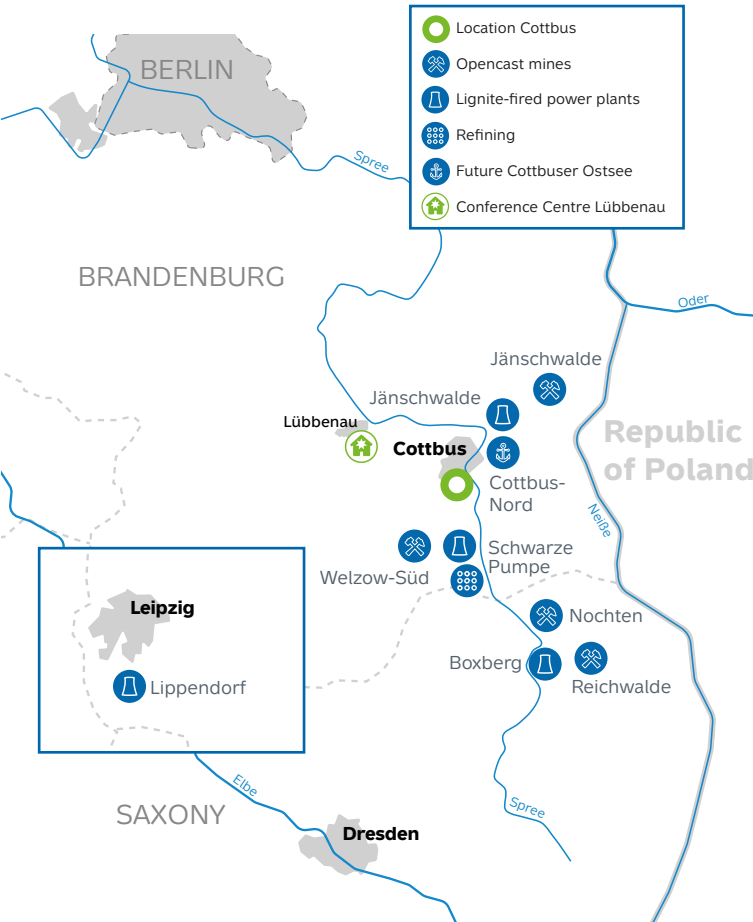 Location Cottbus
Opencast mines
Lignite-fired power plants
Refining
Future Cottbuser Ostsee
Conference Centre Lübbenau
BERLIN
Spree
BRANDENBURG
Oder
Jänschwalde
Jänschwalde
Lübbenau
Cottbus
Republic
of Poland
Cottbus-
Nord
Neiße
Schwarze
Pumpe
Welzow-Süd
Leipzig
Nochten
Boxberg
Reichwalde
Lippendorf
Elbe
SAXONY
Spree
Dresden